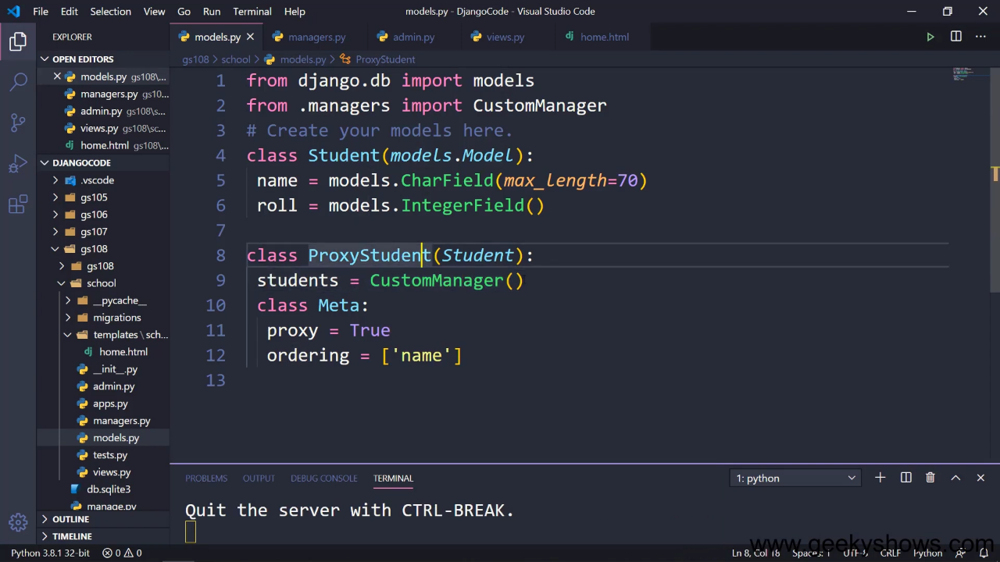 File Edit Selection View Go Run Terminal Help models.py - DjangoCode - Visual Studio Code
EXPLORER
OPEN EDITORS
models.py gs108\...
managers.py gs10...
admin.py gs108\s...
views.py gs108\sc...
home.html gs108\...
DJANGOCODE
.vscode
gs105
gs106
gs107
gs108
gs108
school
__pycache__
migrations
templates \ sch...
home.html
__init__.py
admin.py
apps.py
managers.py
models.py
tests.py
views.py
db.sqlite3
manage.py
OUTLINE
TIMELINE
models.py managers.py admin.py views.py home.html
gs108 > school > models.py > ProxyStudent
1 from django.db import models
2 from .managers import CustomManager
3 # Create your models here.
4 class Student(models.Model):
5 name = models.CharField(max_length=70)
6 roll = models.IntegerField()
7
8 class ProxyStudent(Student):
9 students = CustomManager()
10 class Meta:
11 proxy = True
12 ordering = ['name']
13
PROBLEMS OUTPUT DEBUG CONSOLE TERMINAL 1: python
Quit the server with CTRL-BREAK.
www.geekyshows.com
Python 3.8.1 32-bit 0 0 Ln 8, Col 18 Spaces: 1 UTF-8 CRLF Python